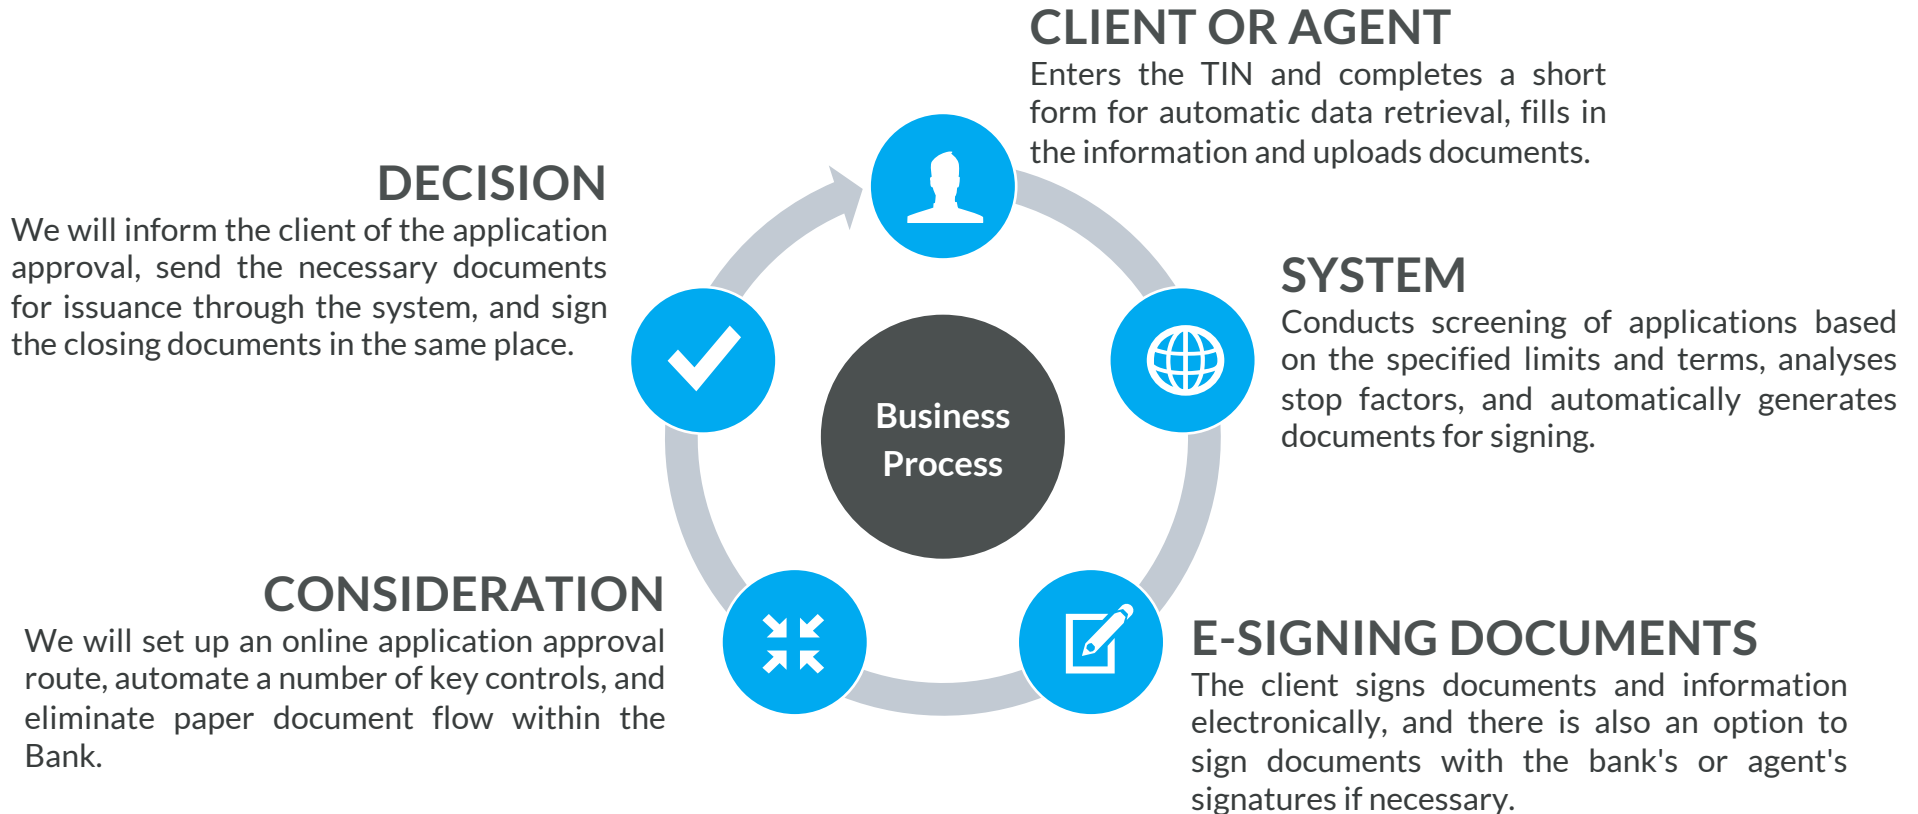 CLIENT OR AGENT
Enters the TIN and completes a short
form for automatic data retrieval, fills in
the information and uploads documents.
SYSTEM
Conducts screening of applications based
on the specified limits and terms, analyses
stop factors, and automatically generates
documents for signing.
E-SIGNING DOCUMENTS
The client signs documents and information
electronically, and there is also an option to
sign documents with the bank's or agent's
signatures if necessary.
CONSIDERATION
We will set up an online application approval
route, automate a number of key controls, and
eliminate paper document flow within the
Bank.
DECISION
We will inform the client of the application
approval, send the necessary documents
for issuance through the system, and sign
the closing documents in the same place.
Business
Process